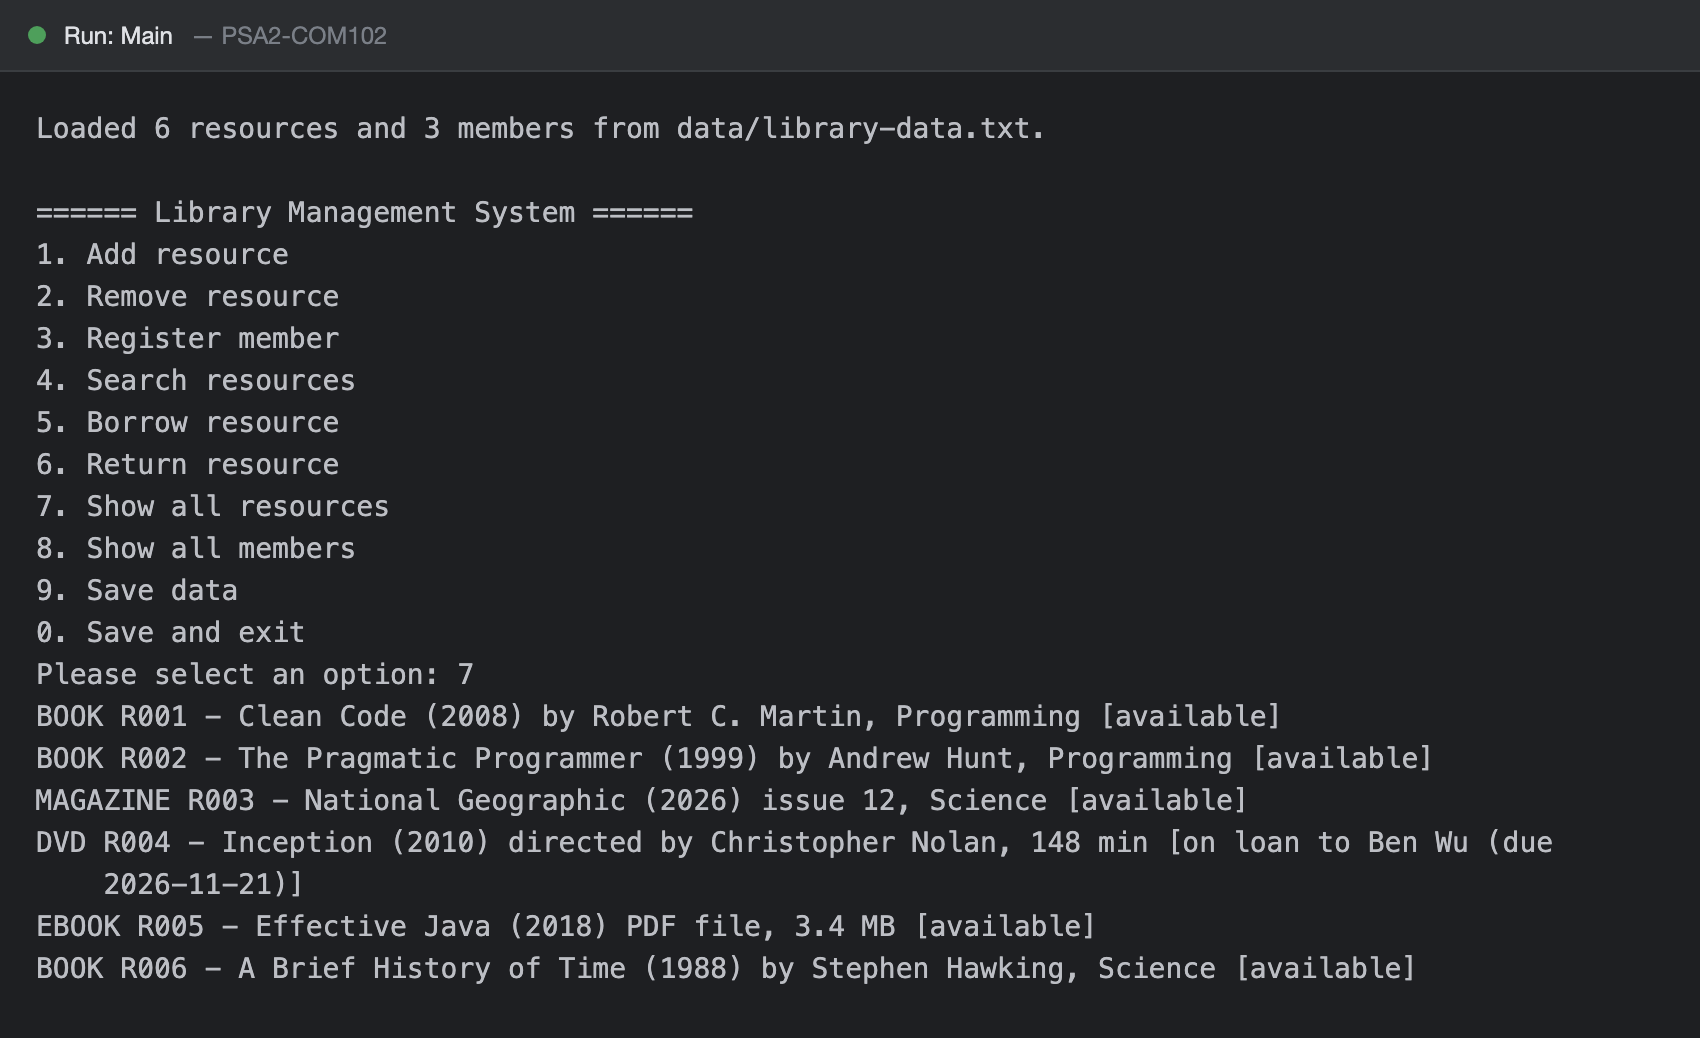 Run: Main — PSA2-COM102
Loaded 6 resources and 3 members from data/library-data.txt.
====== Library Management System ======
1. Add resource
2. Remove resource
3. Register member
4. Search resources
5. Borrow resource
6. Return resource
7. Show all resources
8. Show all members
9. Save data
0. Save and exit
Please select an option: 7
BOOK R001 – Clean Code (2008) by Robert C. Martin, Programming [available]
BOOK R002 – The Pragmatic Programmer (1999) by Andrew Hunt, Programming [available]
MAGAZINE R003 – National Geographic (2026) issue 12, Science [available]
DVD R004 – Inception (2010) directed by Christopher Nolan, 148 min [on loan to Ben Wu (due
2026-11-21)]
EBOOK R005 – Effective Java (2018) PDF file, 3.4 MB [available]
BOOK R006 – A Brief History of Time (1988) by Stephen Hawking, Science [available]